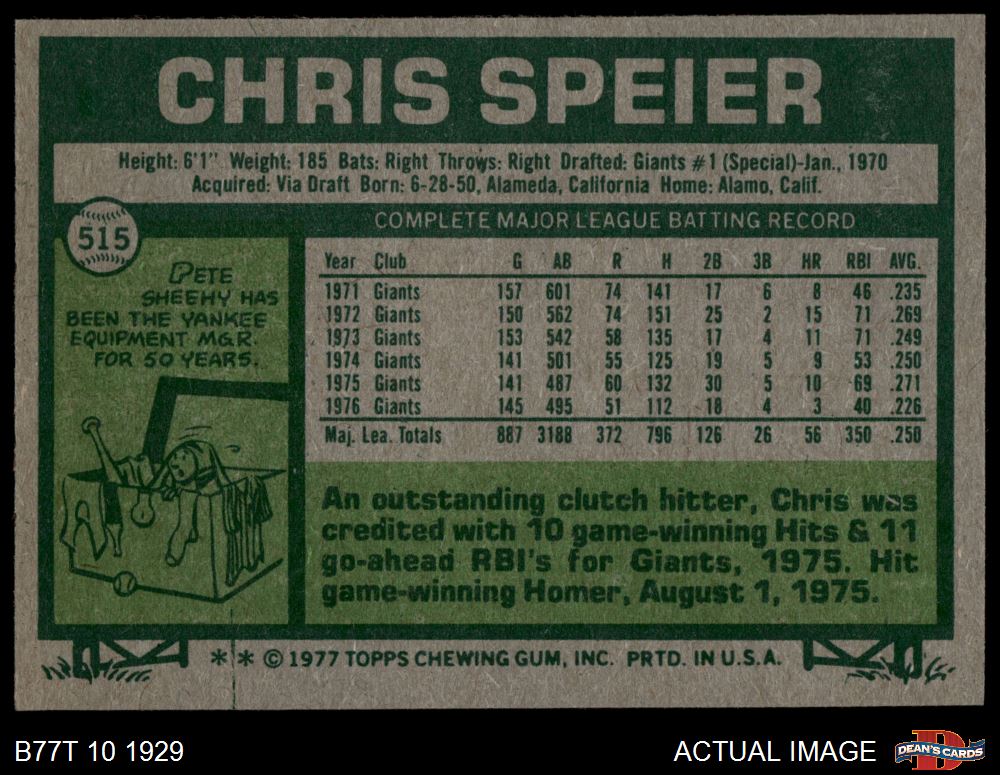 CHRIS SPEIER
Height: 6'1" Weight: 185 Bats: Right Throws: Right Drafted: Giants #1 (Special)-Jan., 1970
Acquired: Via Draft Born: 6-28-50, Alameda, California Home: Alamo, Calif.
515
PETE
SHEEHY HAS
BEEN THE YANKEE
EQUIPMENT MGR.
FOR 50 YEARS.
COMPLETE MAJOR LEAGUE BATTING RECORD
Year Club G AB R H 2B 3B HR RBI AVG.
1971 Giants 157 601 74 141 17 6 8 46 .235
1972 Giants 150 562 74 151 25 2 15 71 .269
1973 Giants 153 542 58 135 17 4 11 71 .249
1974 Giants 141 501 55 125 19 5 9 53 .250
1975 Giants 141 487 60 132 30 5 10 69 .271
1976 Giants 145 495 51 112 18 4 3 40 .226
Maj. Lea. Totals 887 3188 372 796 126 26 56 350 .250
An outstanding clutch hitter, Chris was
credited with 10 game-winning Hits & 11
go-ahead RBI's for Giants, 1975. Hit
game-winning Homer, August 1, 1975.
* * © 1977 TOPPS CHEWING GUM, INC. PRTD. IN U.S.A.
B77T 10 1929
ACTUAL IMAGE
DEAN'S CARDS